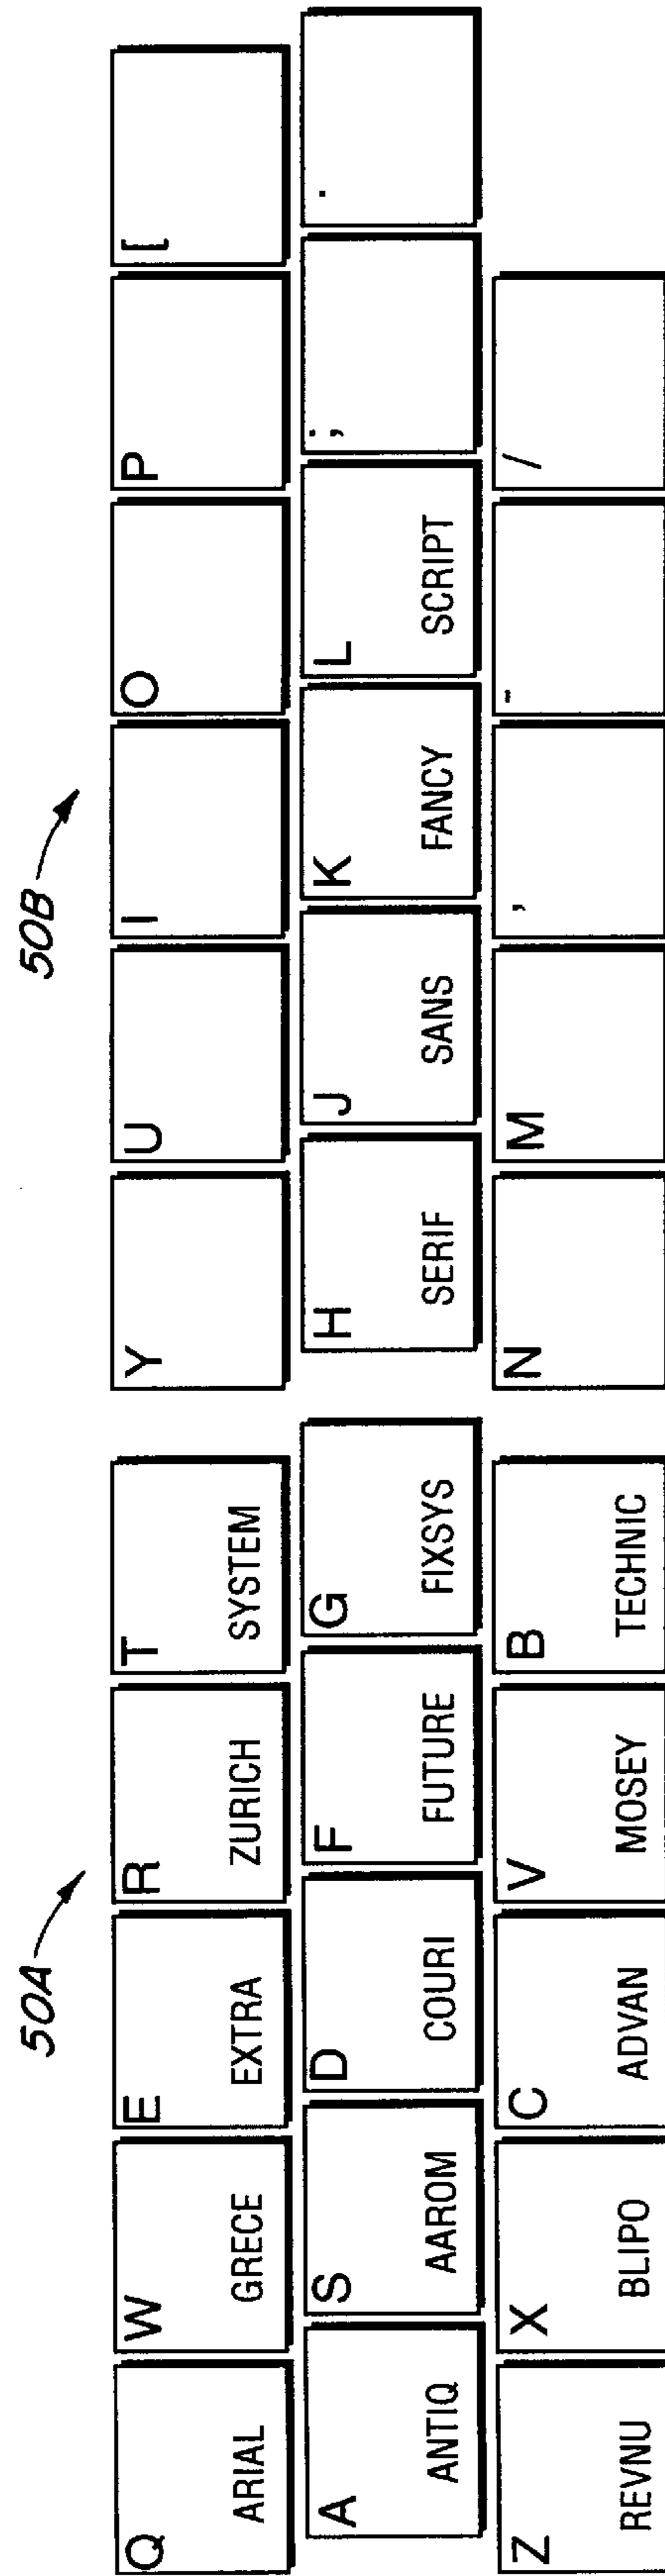 50A 50B
Q W E R T Y U I O P [
ARIAL GRECE EXTRA ZURICH SYSTEM
A S D F G H J K L ; .
ANTIQ AAROM COURI FUTURE FIXSYS SERIF SANS FANCY SCRIPT
Z X C V B N M , - /
REVNU BLIPO ADVAN MOSEY TECHNIC